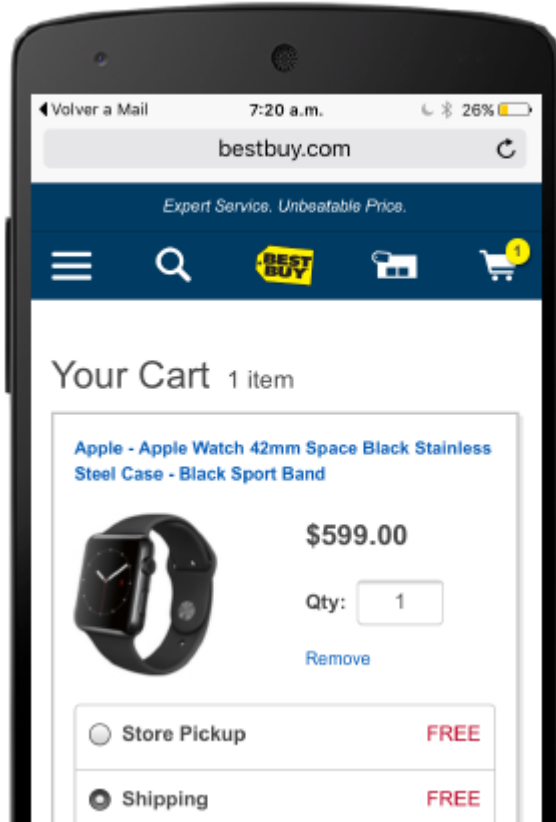 Volver a Mail 7:20 a.m. 26%
bestbuy.com
Expert Service. Unbeatable Price.
BEST
BUY
1
Your Cart 1 item
Apple - Apple Watch 42mm Space Black Stainless
Steel Case - Black Sport Band
$599.00
Qty: 1
Remove
Store Pickup FREE
Shipping FREE